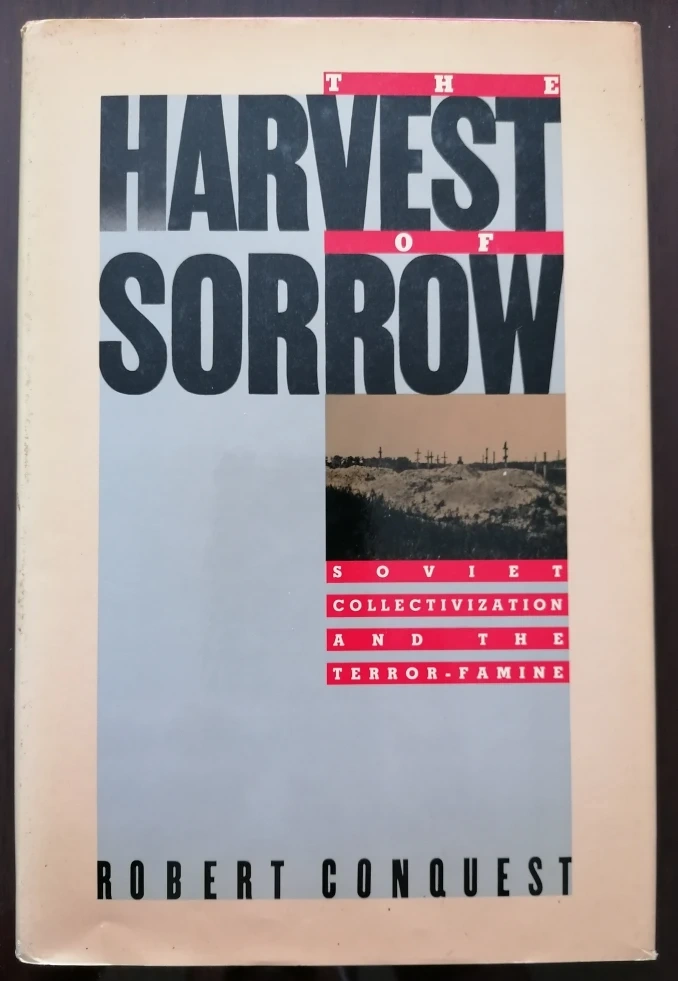 THE
HARVEST
OF
SORROW
SOVIET
COLLECTIVIZATION
AND THE
TERROR-FAMINE
ROBERT CONQUEST